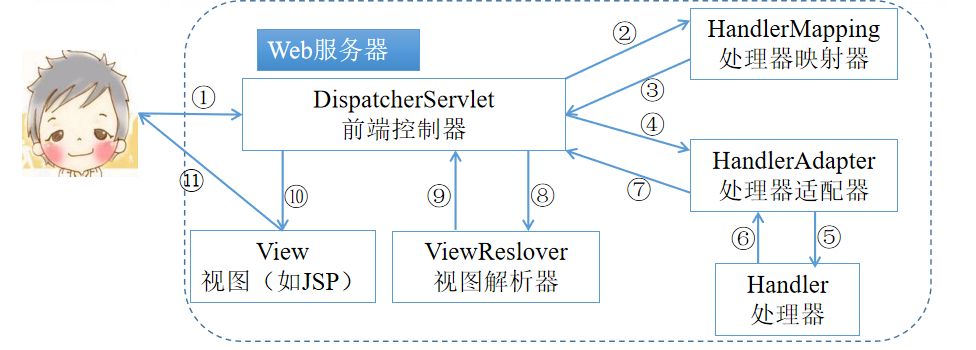 Web服务器
②
HandlerMapping
处理器映射器
①
DispatcherServlet
前端控制器
③
④
HandlerAdapter
处理器适配器
⑦
⑪
⑩
⑨
⑧
⑥
⑤
View
视图（如JSP）
ViewReslover
视图解析器
Handler
处理器